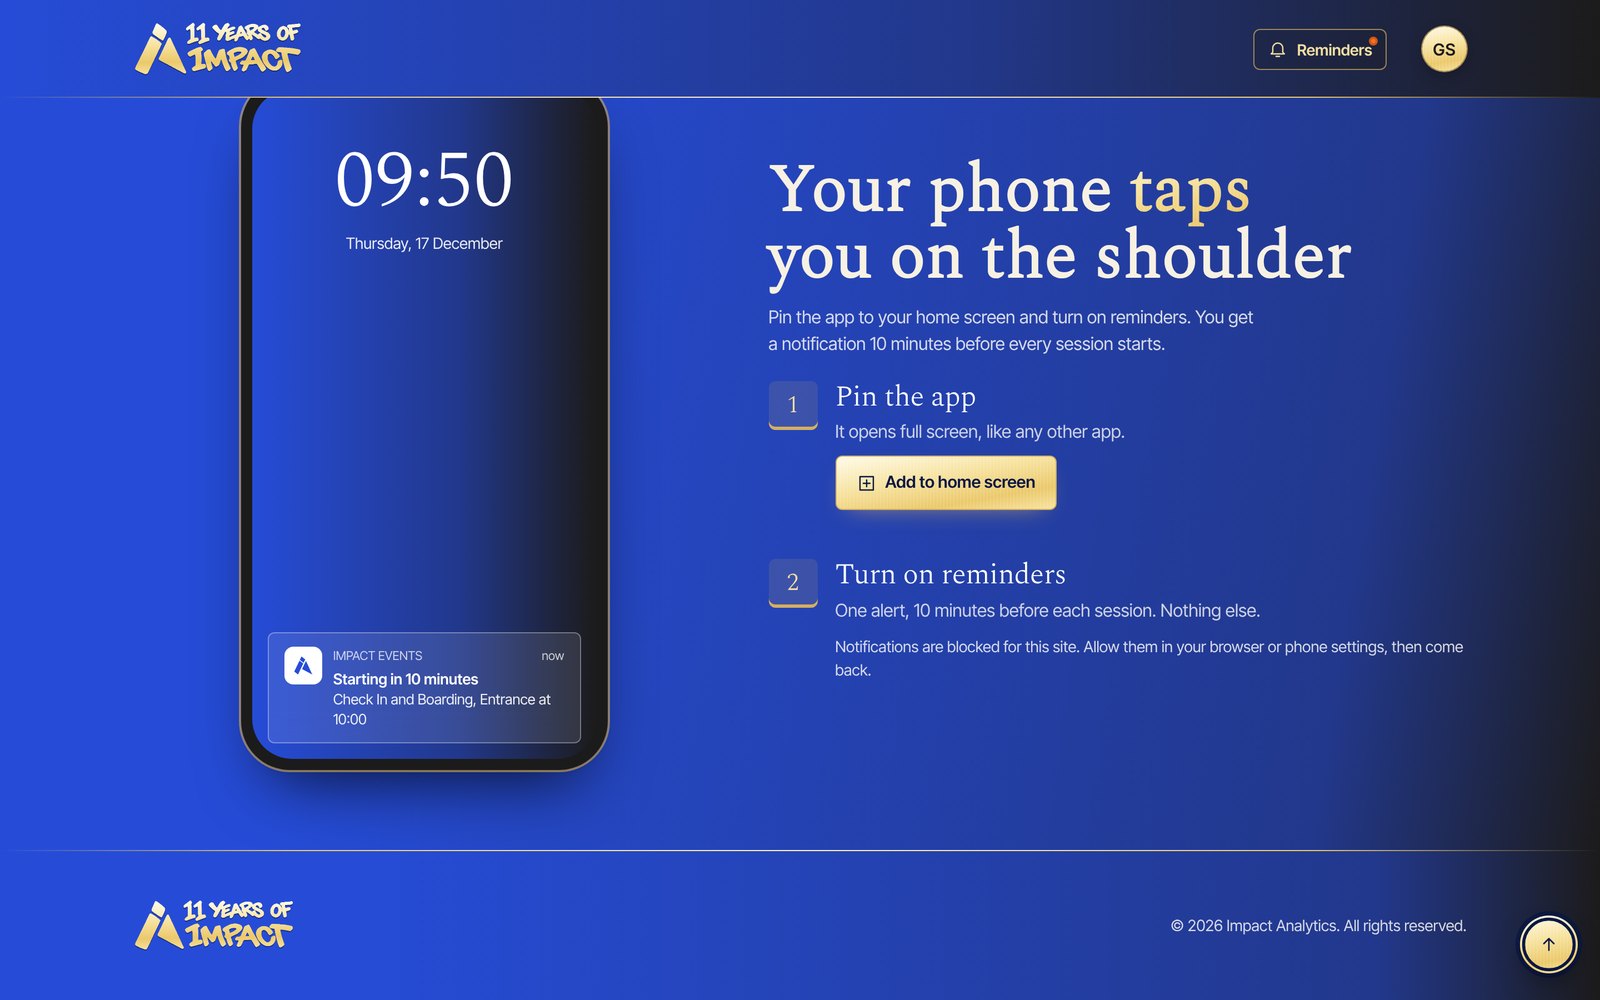 11 YEARS OF
IMPACT
Reminders
GS
09:50
Thursday, 17 December
IMPACT EVENTS
now
Starting in 10 minutes
Check In and Boarding, Entrance at
10:00
Your phone taps
you on the shoulder
Pin the app to your home screen and turn on reminders. You get
a notification 10 minutes before every session starts.
1
Pin the app
It opens full screen, like any other app.
Add to home screen
2
Turn on reminders
One alert, 10 minutes before each session. Nothing else.
Notifications are blocked for this site. Allow them in your browser or phone settings, then come
back.
11 YEARS OF
IMPACT
© 2026 Impact Analytics. All rights reserved.